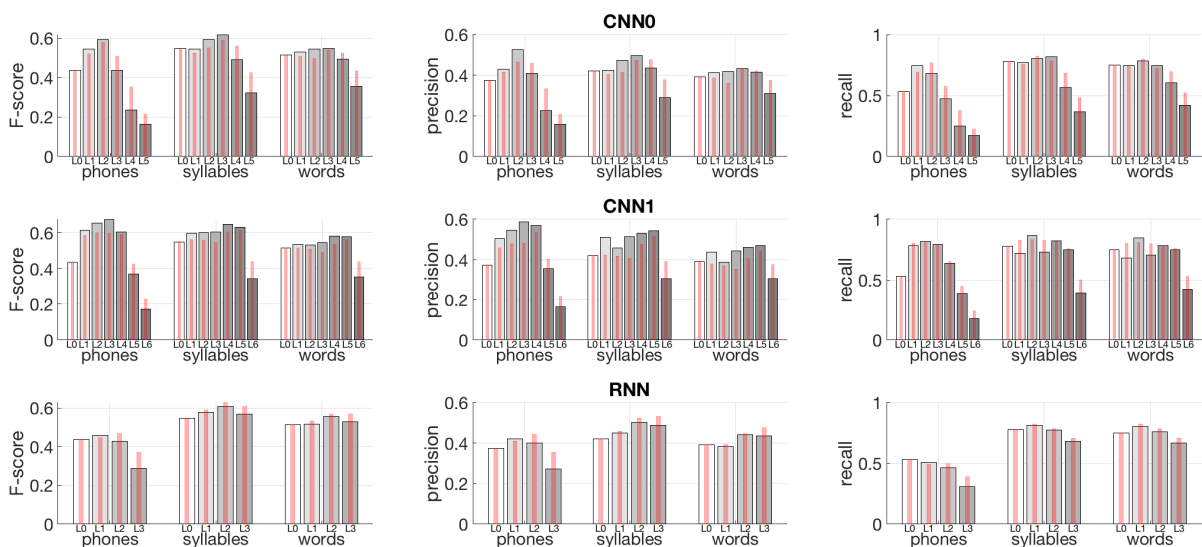 CNN0
F-score
0.6
0.4
0.2
0
L0 L1 L2 L3 L4 L5 L0 L1 L2 L3 L4 L5 L0 L1 L2 L3 L4 L5
phones syllables words
precision
0.6
0.4
0.2
0
L0 L1 L2 L3 L4 L5 L0 L1 L2 L3 L4 L5 L0 L1 L2 L3 L4 L5
phones syllables words
recall
1
0.5
0
L0 L1 L2 L3 L4 L5 L0 L1 L2 L3 L4 L5 L0 L1 L2 L3 L4 L5
phones syllables words
CNN1
F-score
0.6
0.4
0.2
0
L0 L1 L2 L3 L4 L5 L6 L0 L1 L2 L3 L4 L5 L6 L0 L1 L2 L3 L4 L5 L6
phones syllables words
precision
0.6
0.4
0.2
0
L0 L1 L2 L3 L4 L5 L6 L0 L1 L2 L3 L4 L5 L6 L0 L1 L2 L3 L4 L5 L6
phones syllables words
recall
1
0.5
0
L0 L1 L2 L3 L4 L5 L6 L0 L1 L2 L3 L4 L5 L6 L0 L1 L2 L3 L4 L5 L6
phones syllables words
RNN
F-score
0.6
0.4
0.2
0
L0 L1 L2 L3 L0 L1 L2 L3 L0 L1 L2 L3
phones syllables words
precision
0.6
0.4
0.2
0
L0 L1 L2 L3 L0 L1 L2 L3 L0 L1 L2 L3
phones syllables words
recall
1
0.5
0
L0 L1 L2 L3 L0 L1 L2 L3 L0 L1 L2 L3
phones syllables words